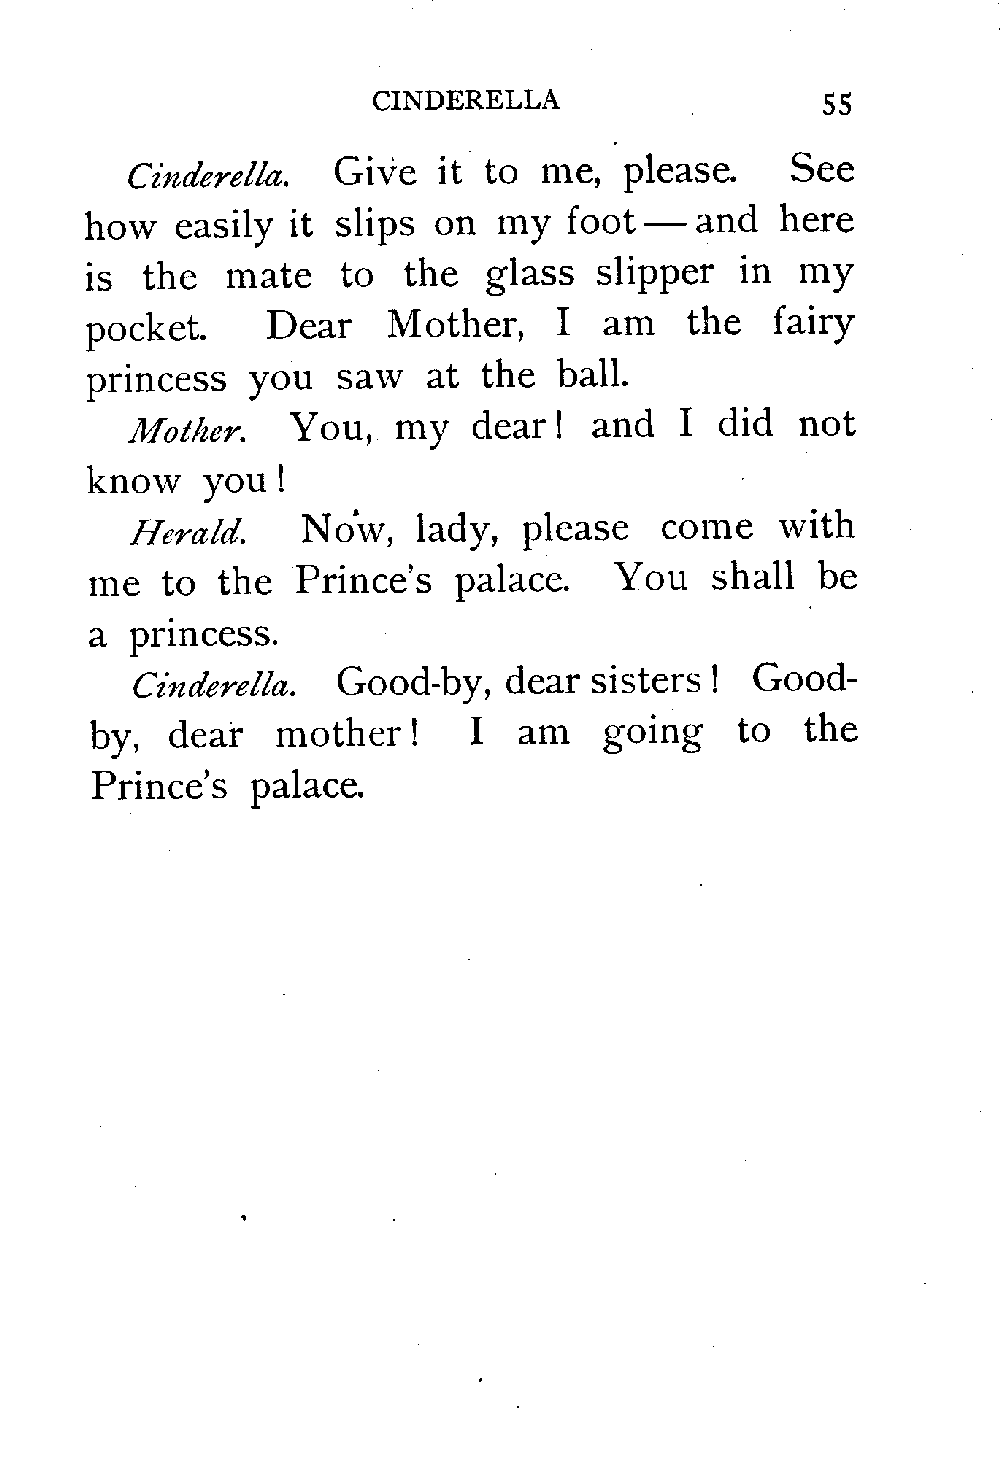 CINDERELLA 55
Cinderella. Give it to me, please. See
how easily it slips on my foot — and here
is the mate to the glass slipper in my
pocket. Dear Mother, I am the fairy
princess you saw at the ball.
Mother. You, my dear! and I did not
know you!
Herald. Now, lady, please come with
me to the Prince's palace. You shall be
a princess.
Cinderella. Good-by, dear sisters! Good-
by, dear mother! I am going to the
Prince's palace.